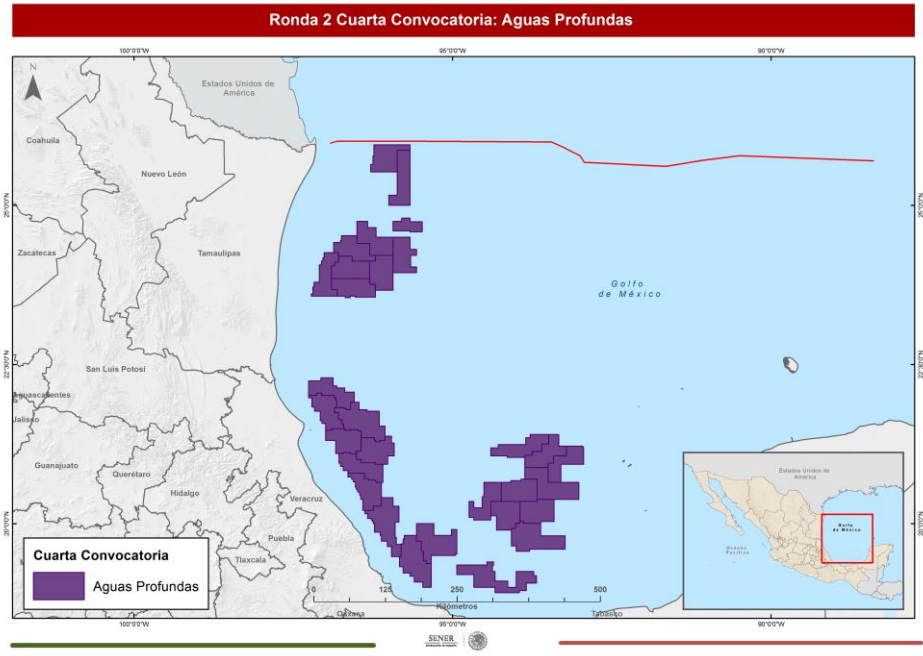 Ronda 2 Cuarta Convocatoria: Aguas Profundas
100°0'0"W
95°0'0"W
90°0'0"W
N
Estados Unidos de
América
Coahuila
Nuevo León
25°0'0"N
25°0'0"N
Zacatecas
Tamaulipas
Golfo
de México
22°30'0"N
22°30'0"N
San Luis Potosí
Aguascalientes
Jalisco
Guanajuato
Querétaro
Hidalgo
Veracruz
Puebla
Tlaxcala
20°0'0"N
20°0'0"N
Cuarta Convocatoria
Aguas Profundas
0 125 250 500
Kilómetros
Oaxaca
Tabasco
Estados Unidos de
América
Golfo
de México
Océano
Pacífico
100°0'0"W
95°0'0"W
90°0'0"W
SENER